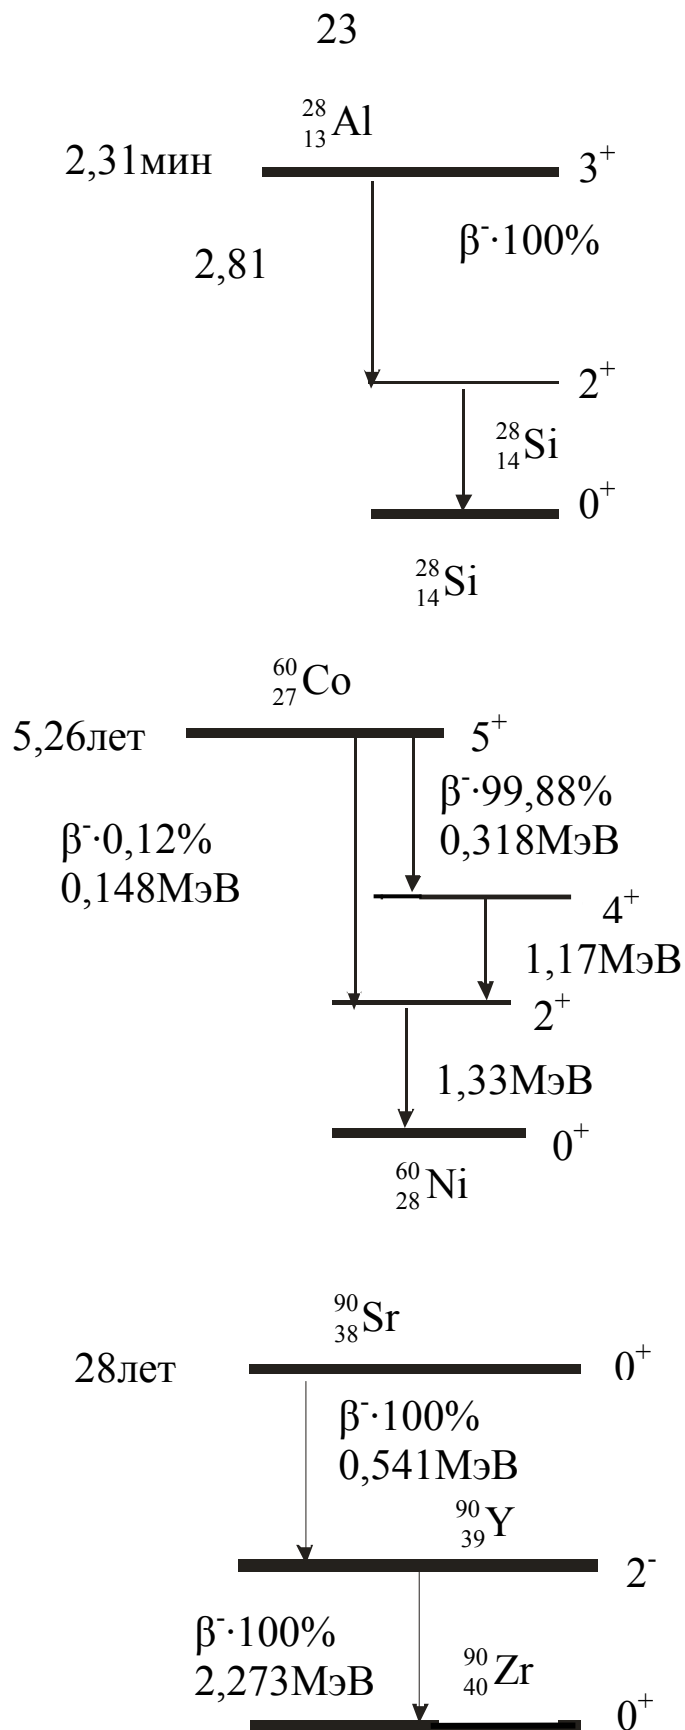 23
²⁸₁₃Al
2,31мин
3⁺
β⁻·100%
2,81
2⁺
²⁸₁₄Si
0⁺
²⁸₁₄Si
⁶⁰₂₇Co
5,26лет
5⁺
β⁻·99,88%
0,318МэВ
β⁻·0,12%
0,148МэВ
4⁺
1,17МэВ
2⁺
1,33МэВ
0⁺
⁶⁰₂₈Ni
⁹⁰₃₈Sr
28лет
0⁺
β⁻·100%
0,541МэВ
⁹⁰₃₉Y
2⁻
β⁻·100%
2,273МэВ
⁹⁰₄₀Zr
0⁺